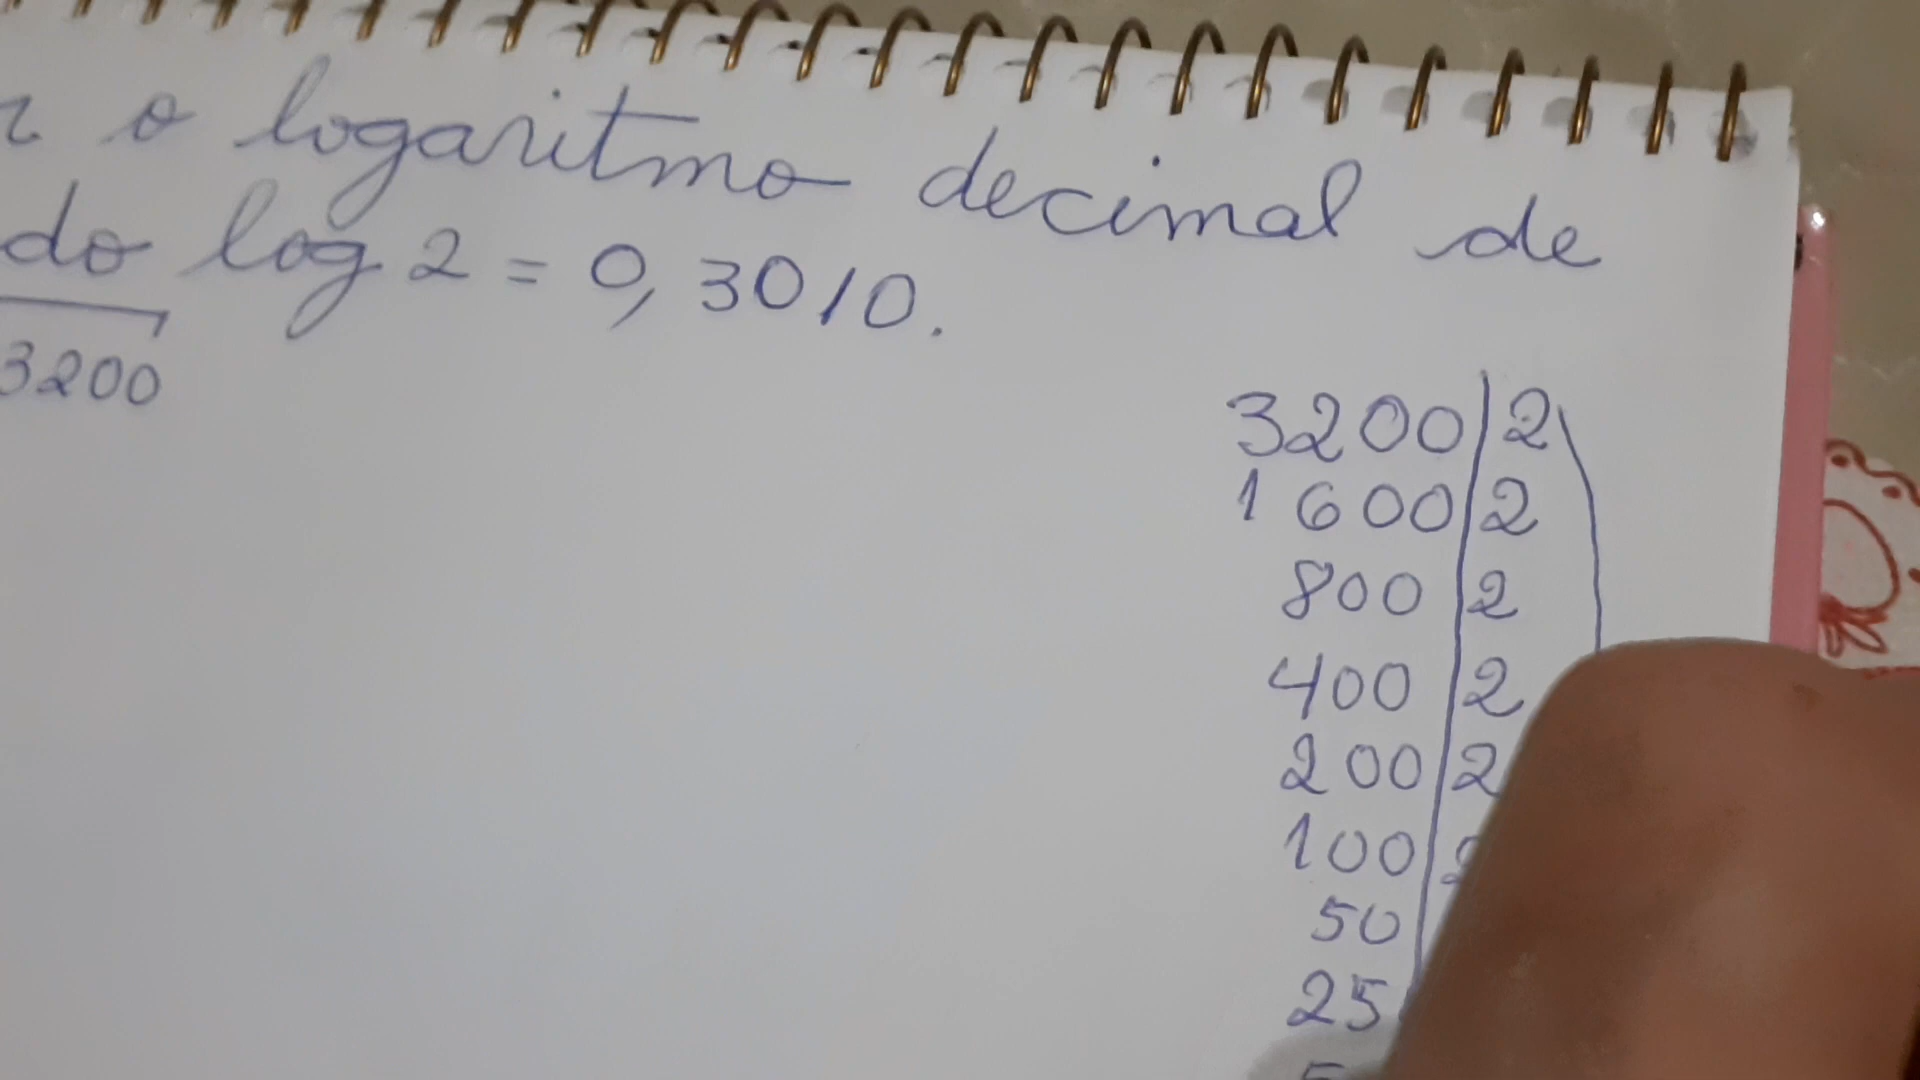 r o logaritmo decimal de
do log 2 = 0,3010.
3200
3200 | 2
1600 | 2
800 | 2
400 | 2
200 | 2
100 | 2
50
25